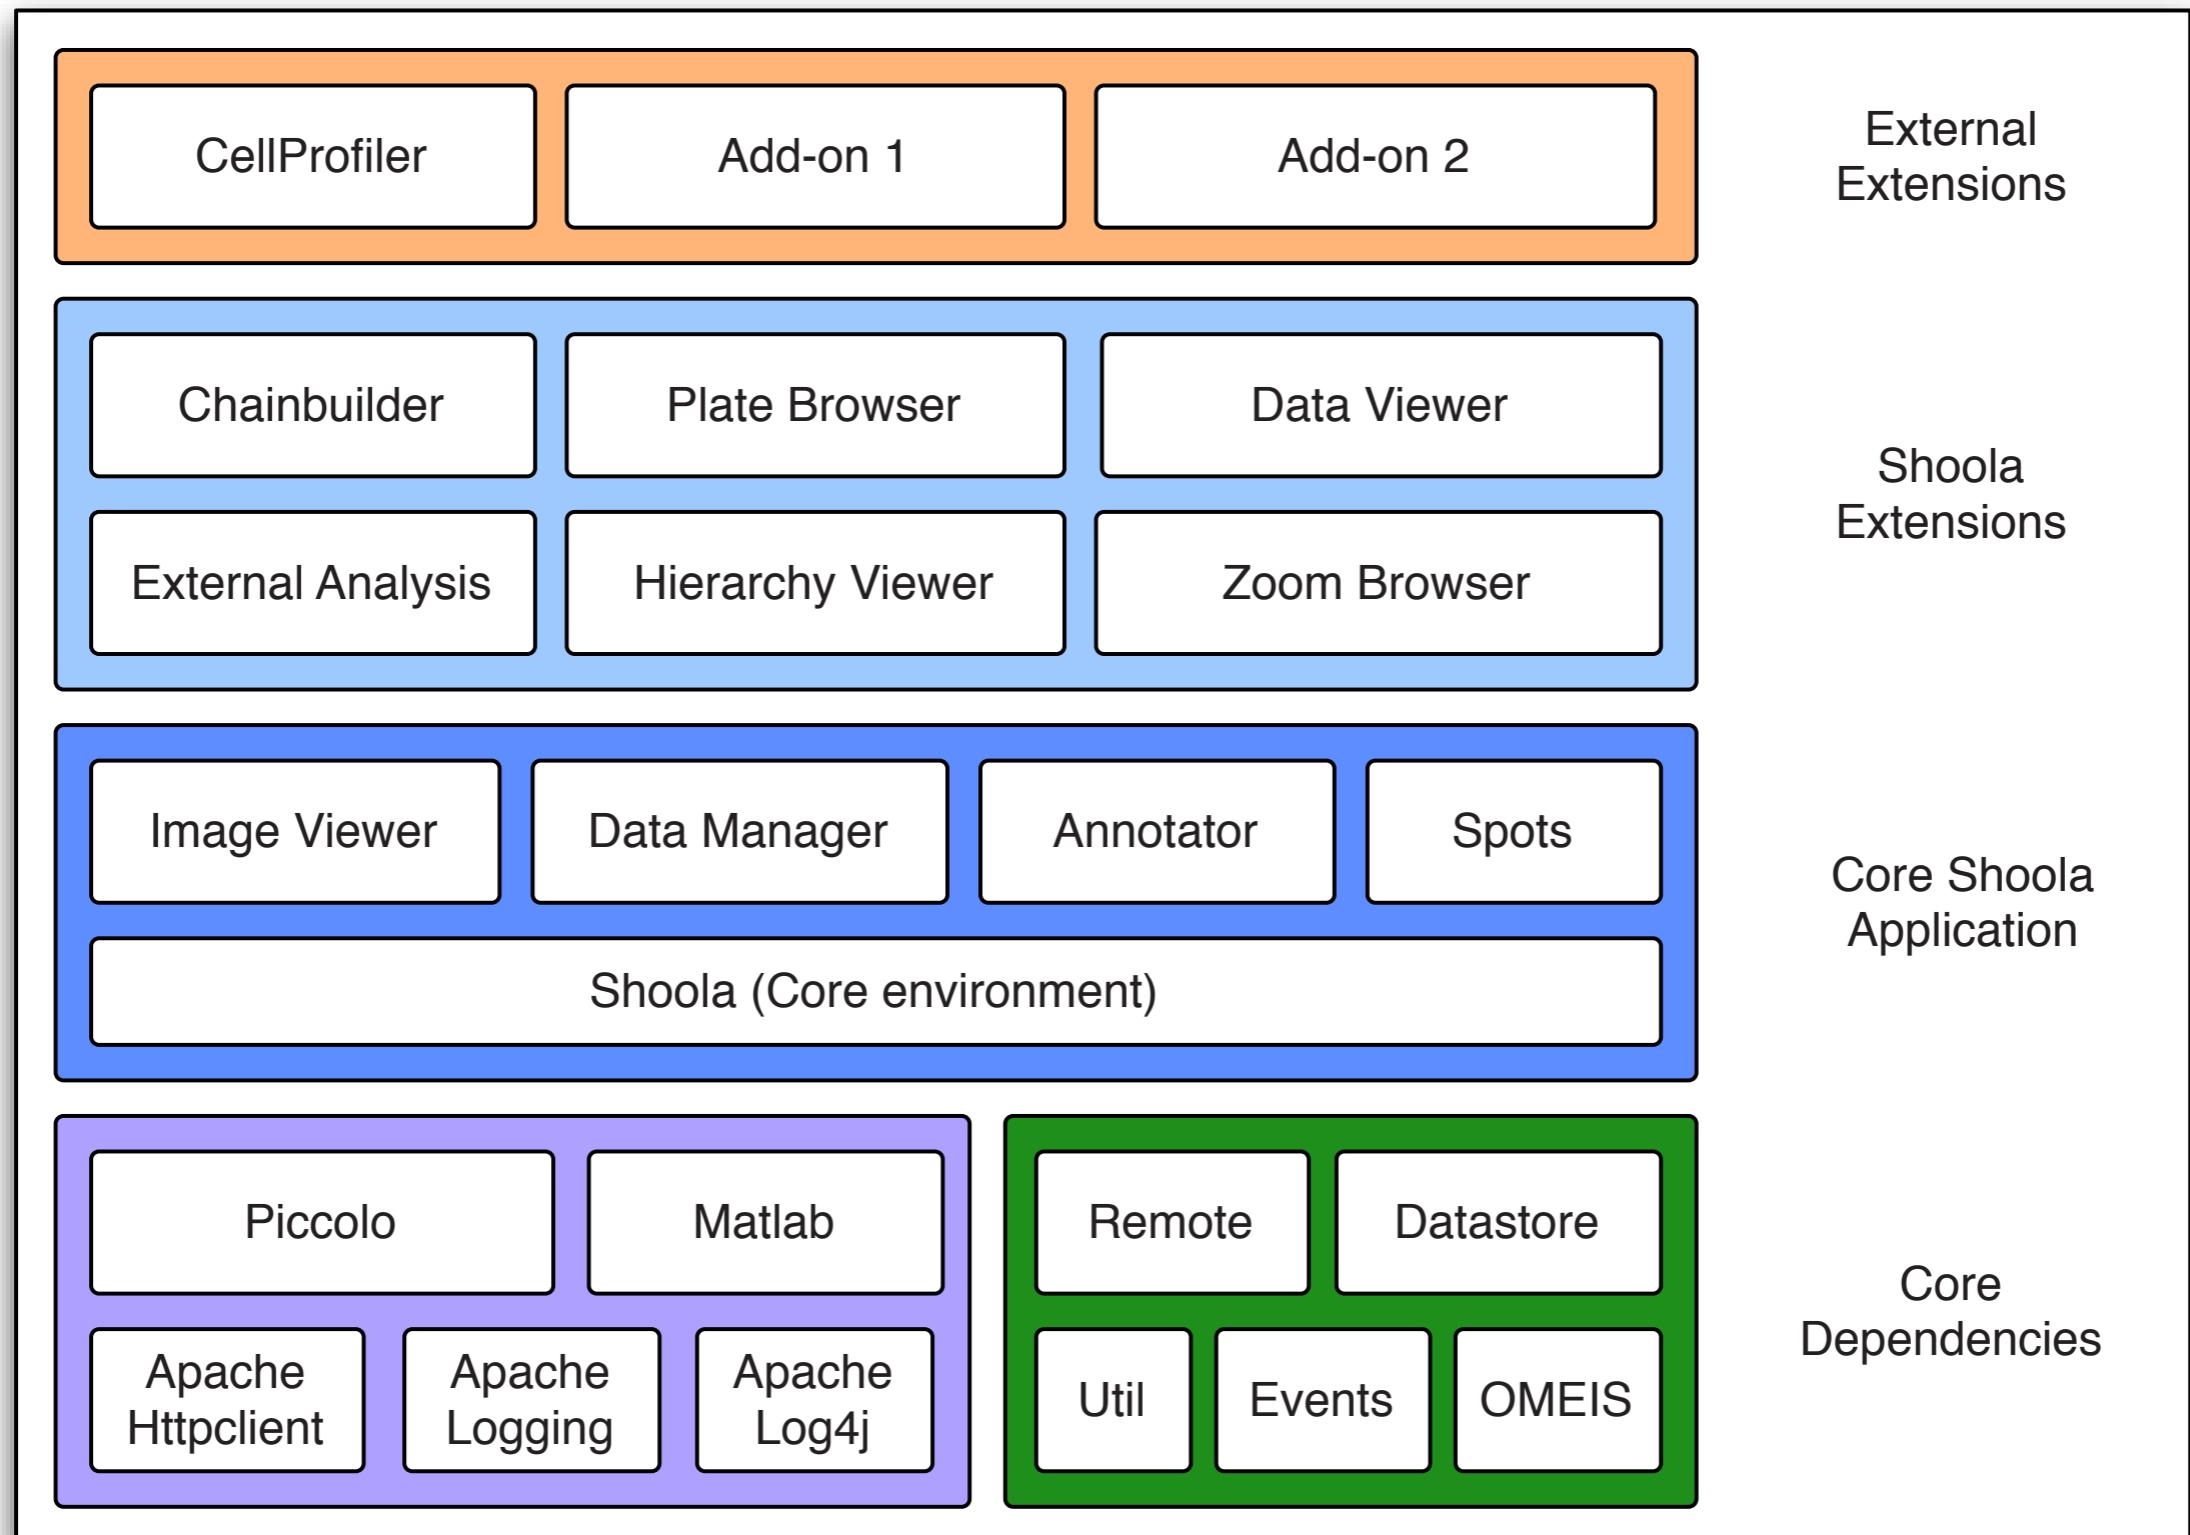 CellProfiler
Add-on 1
Add-on 2
External
Extensions
Chainbuilder
Plate Browser
Data Viewer
External Analysis
Hierarchy Viewer
Zoom Browser
Shoola
Extensions
Image Viewer
Data Manager
Annotator
Spots
Shoola (Core environment)
Core Shoola
Application
Piccolo
Matlab
Apache
Httpclient
Apache
Logging
Apache
Log4j
Remote
Datastore
Util
Events
OMEIS
Core
Dependencies